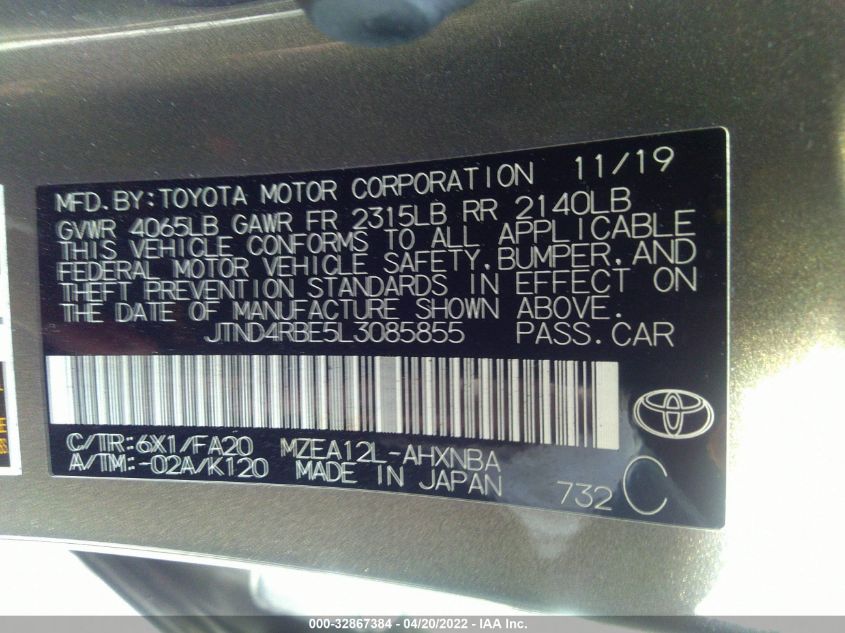 MFD. BY: TOYOTA MOTOR CORPORATION 11/19
GVWR 4065LB GAWR FR 2315LB RR 2140LB
THIS VEHICLE CONFORMS TO ALL APPLICABLE
FEDERAL MOTOR VEHICLE SAFETY, BUMPER, AND
THEFT PREVENTION STANDARDS IN EFFECT ON
THE DATE OF MANUFACTURE SHOWN ABOVE.
JTND4RBE5L3085855 PASS. CAR
C/TR: 6X1/FA20 MZEA12L-AHXNBA
A/TM: -02A/K120 MADE IN JAPAN
732 C
000-32867384 - 04/20/2022 - IAA Inc.